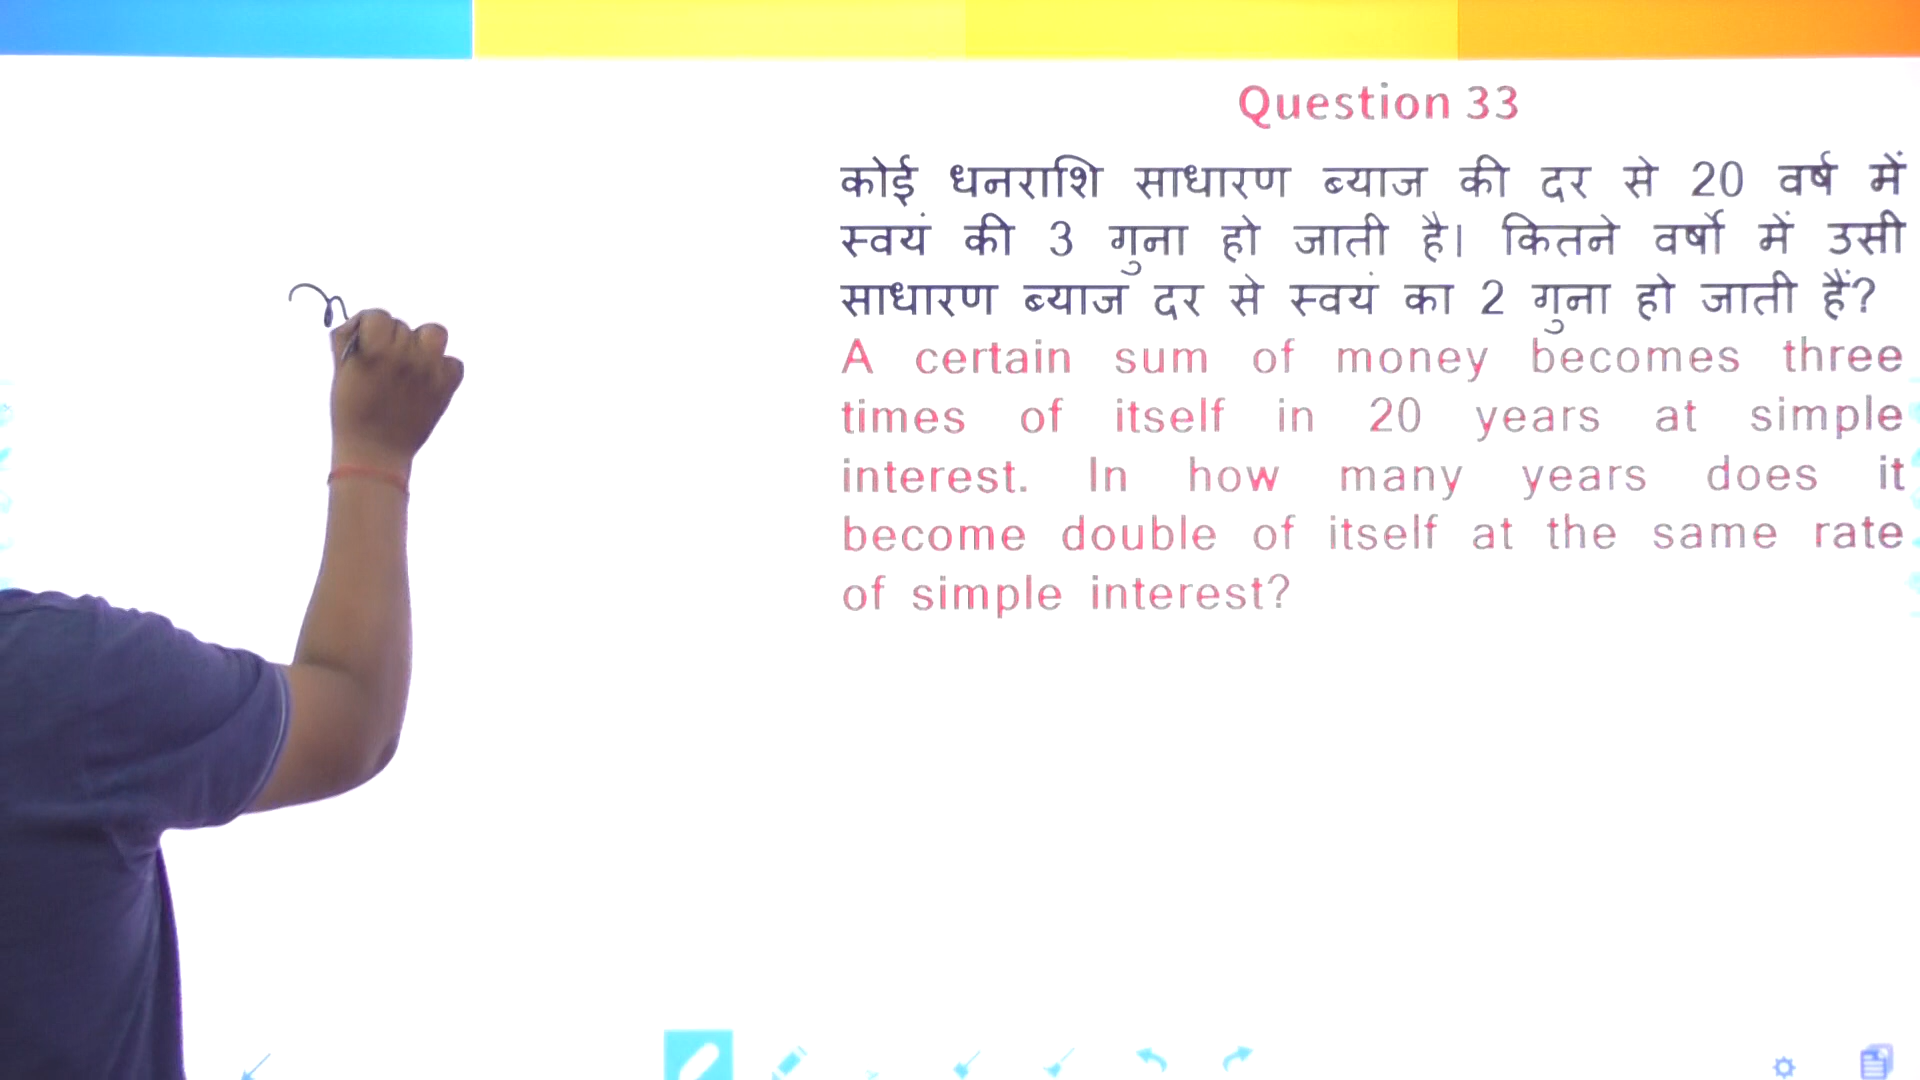 Question 33
कोई धनराशि साधारण ब्याज की दर से 20 वर्ष में
स्वयं की 3 गुना हो जाती है। कितने वर्षो में उसी
साधारण ब्याज दर से स्वयं का 2 गुना हो जाती हैं?
A certain sum of money becomes three
times of itself in 20 years at simple
interest. In how many years does it
become double of itself at the same rate
of simple interest?